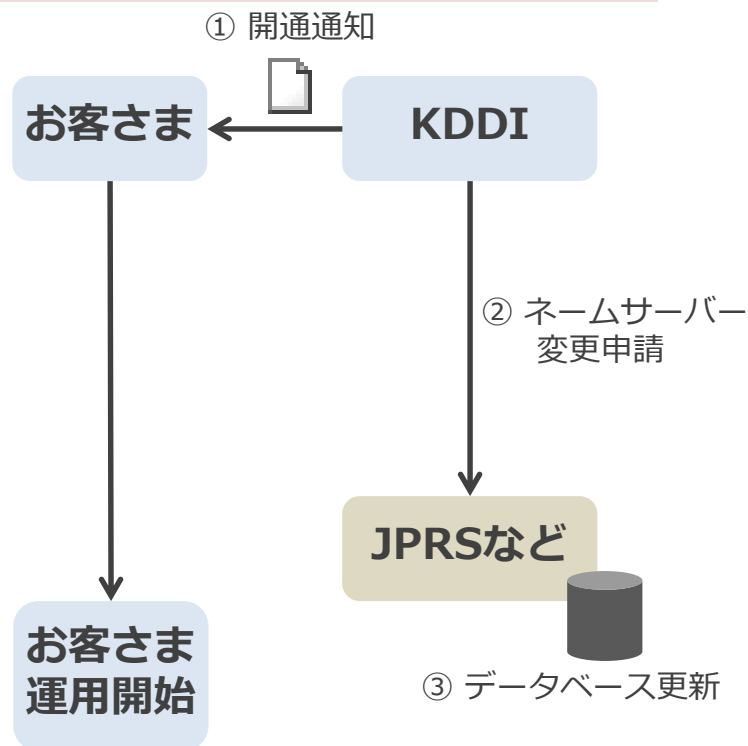 ① 開通通知
お客さま
KDDI
② ネームサーバー
変更申請
JPRSなど
お客さま
運用開始
③ データベース更新